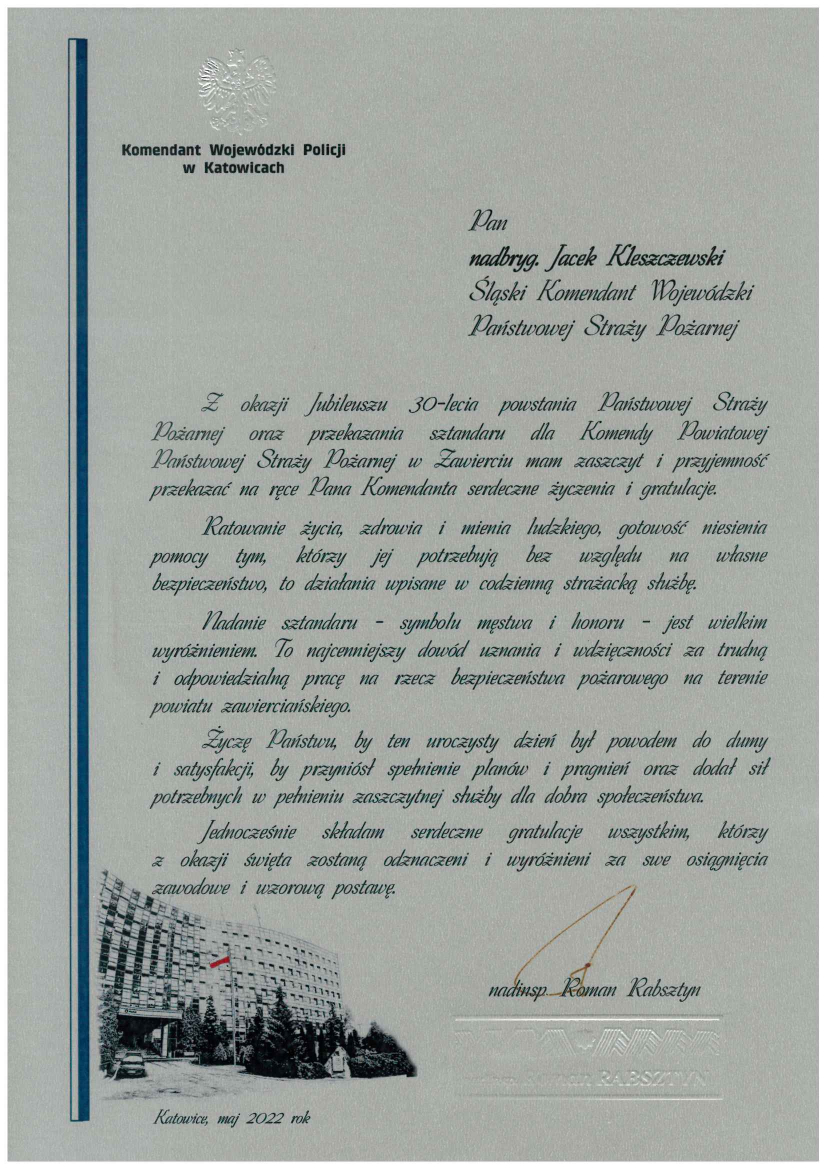 Komendant Wojewódzki Policji
w Katowicach
Pan
nadbryg. Jacek Kleszczewski
Śląski Komendant Wojewódzki
Państwowej Straży Pożarnej
Z okazji Jubileuszu 30-lecia powstania Państwowej Straży
Pożarnej oraz przekazania sztandaru dla Komendy Powiatowej
Państwowej Straży Pożarnej w Zawierciu mam zaszczyt i przyjemność
przekazać na ręce Pana Komendanta serdeczne życzenia i gratulacje.
Ratowanie życia, zdrowia i mienia ludzkiego, gotowość niesienia
pomocy tym, którzy jej potrzebują bez względu na własne
bezpieczeństwo, to działania wpisane w codzienną strażacką służbę.
Nadanie sztandaru - symbolu męstwa i honoru - jest wielkim
wyróżnieniem. To najcenniejszy dowód uznania i wdzięczności za trudną
i odpowiedzialną pracę na rzecz bezpieczeństwa pożarowego na terenie
powiatu zawierciańskiego.
Życzę Państwu, by ten uroczysty dzień był powodem do dumy
i satysfakcji, by przyniósł spełnienie planów i pragnień oraz dodał sił
potrzebnych w pełnieniu zaszczytnej służby dla dobra społeczeństwa.
Jednocześnie składam serdeczne gratulacje wszystkim, którzy
z okazji święta zostaną odznaczeni i wyróżnieni za swe osiągnięcia
zawodowe i wzorową postawę.
nadinsp. Roman Rabsztyn
Roman RABSZTYN
Katowice, maj 2022 rok